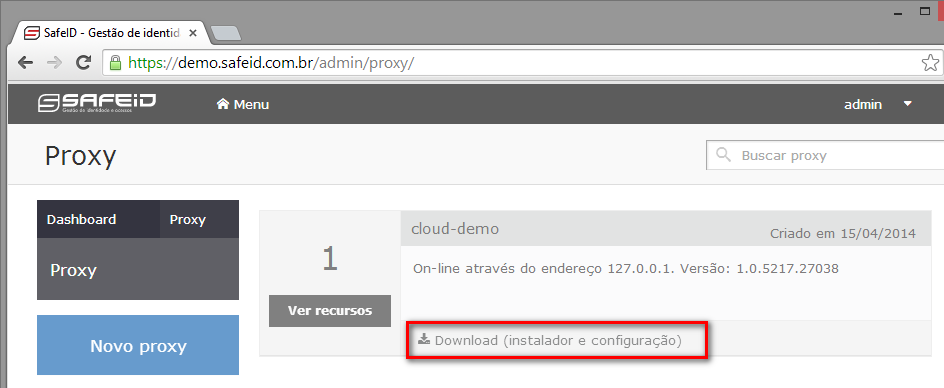 SafeID - Gestão de identid
https://demo.safeid.com.br/admin/proxy/
SAFEiD
Gestão de identidade e acessos
Menu
admin
Proxy
Buscar proxy
Dashboard
Proxy
Proxy
Novo proxy
1
Ver recursos
cloud-demo
Criado em 15/04/2014
On-line através do endereço 127.0.0.1. Versão: 1.0.5217.27038
Download (instalador e configuração)